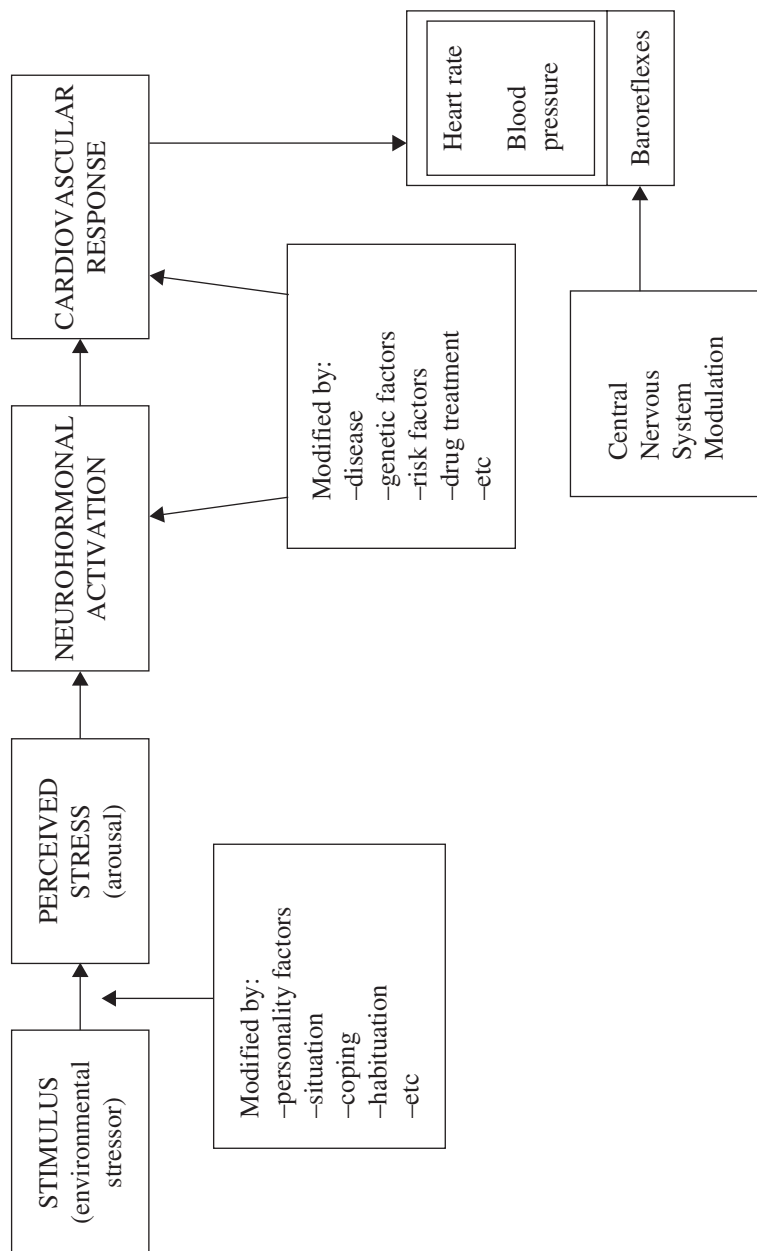 STIMULUS
(environmental
stressor)
PERCEIVED
STRESS
(arousal)
NEUROHORMONAL
ACTIVATION
CARDIOVASCULAR
RESPONSE
Modified by:
–personality factors
–situation
–coping
–habituation
–etc
Modified by:
–disease
–genetic factors
–risk factors
–drug treatment
–etc
Heart rate
Blood
pressure
Baroreflexes
Central
Nervous
System
Modulation